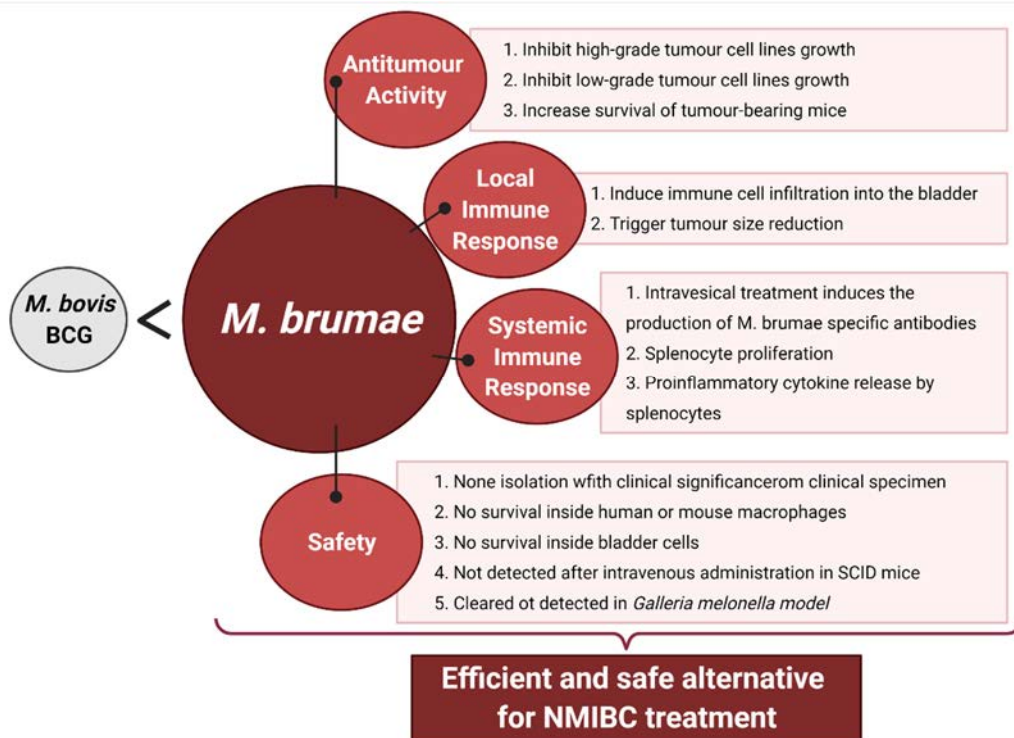 Antitumour
Activity
1. Inhibit high-grade tumour cell lines growth
2. Inhibit low-grade tumour cell lines growth
3. Increase survival of tumour-bearing mice
Local
Immune
Response
1. Induce immune cell infiltration into the bladder
2. Trigger tumour size reduction
M. bovis
BCG
<
M. brumae
Systemic
Immune
Response
1. Intravesical treatment induces the
production of M. brumae specific antibodies
2. Splenocyte proliferation
3. Proinflammatory cytokine release by
splenocytes
Safety
1. None isolation wfith clinical significancerom clinical specimen
2. No survival inside human or mouse macrophages
3. No survival inside bladder cells
4. Not detected after intravenous administration in SCID mice
5. Cleared ot detected in Galleria melonella model
Efficient and safe alternative
for NMIBC treatment